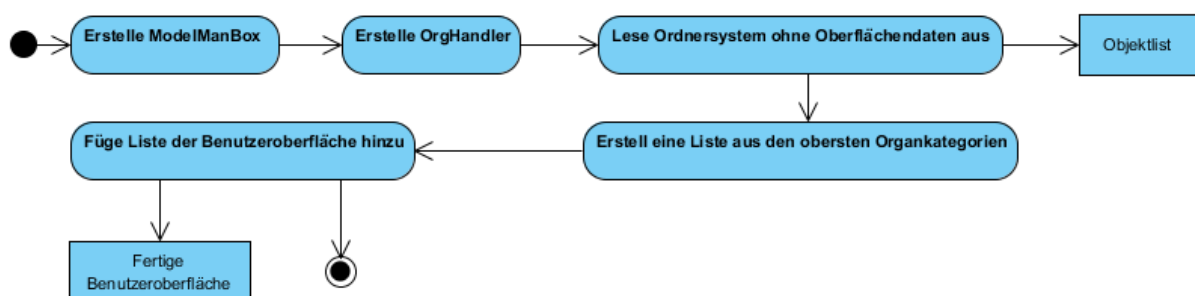 Erstelle ModelManBox
Erstelle OrgHandler
Lese Ordnersystem ohne Oberflächendaten aus
Objektlist
Erstell eine Liste aus den obersten Organkategorien
Füge Liste der Benutzeroberfläche hinzu
Fertige
Benutzeroberfläche